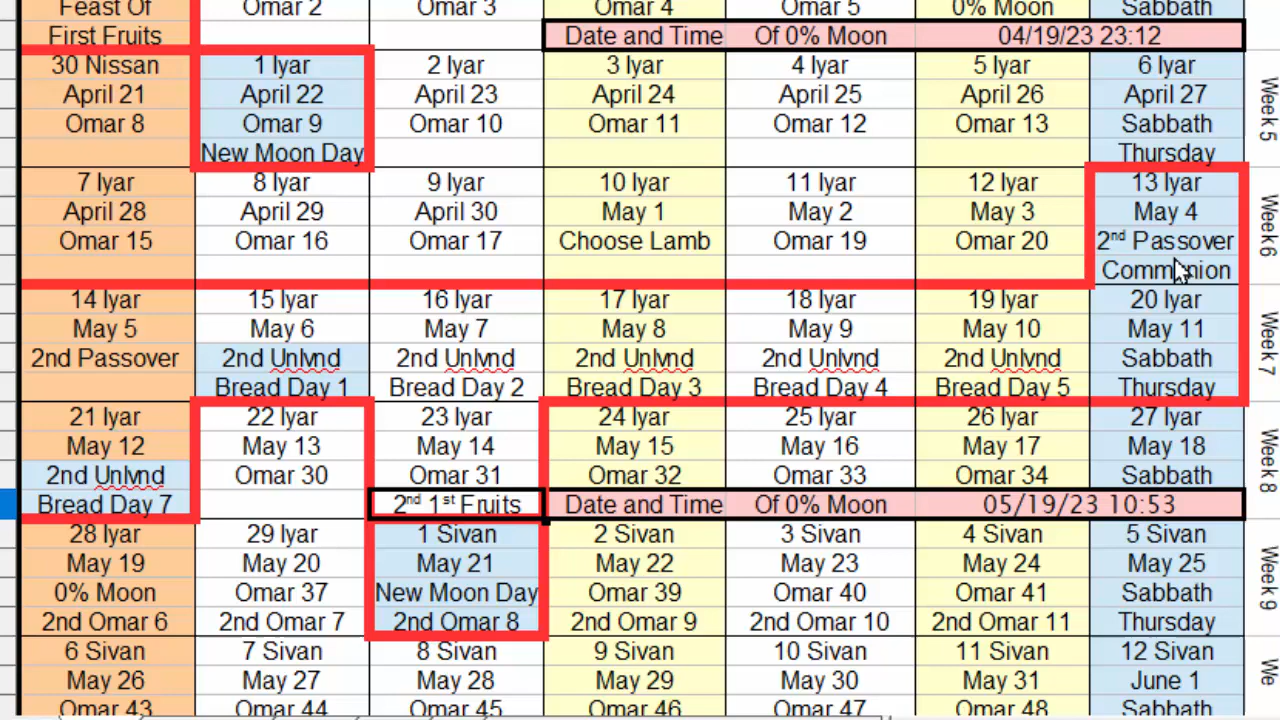 Feast Of Omar 2 Omar 3 Omar 4 Omar 5 0% Moon Sabbath
First Fruits Date and Time Of 0% Moon 04/19/23 23:12
30 Nissan 1 Iyar 2 Iyar 3 Iyar 4 Iyar 5 Iyar 6 Iyar
April 21 April 22 April 23 April 24 April 25 April 26 April 27
Omar 8 Omar 9 Omar 10 Omar 11 Omar 12 Omar 13 Sabbath
New Moon Day Thursday
Week 5
7 Iyar 8 Iyar 9 Iyar 10 Iyar 11 Iyar 12 Iyar 13 Iyar
April 28 April 29 April 30 May 1 May 2 May 3 May 4
Omar 15 Omar 16 Omar 17 Choose Lamb Omar 19 Omar 20 2nd Passover
Communion
Week 6
14 Iyar 15 Iyar 16 Iyar 17 Iyar 18 Iyar 19 Iyar 20 Iyar
May 5 May 6 May 7 May 8 May 9 May 10 May 11
2nd Passover 2nd Unlvnd 2nd Unlvnd 2nd Unlvnd 2nd Unlvnd 2nd Unlvnd Sabbath
Bread Day 1 Bread Day 2 Bread Day 3 Bread Day 4 Bread Day 5 Thursday
Week 7
21 Iyar 22 Iyar 23 Iyar 24 Iyar 25 Iyar 26 Iyar 27 Iyar
May 12 May 13 May 14 May 15 May 16 May 17 May 18
2nd Unlvnd Omar 30 Omar 31 Omar 32 Omar 33 Omar 34 Sabbath
Bread Day 7 2nd 1st Fruits Date and Time Of 0% Moon 05/19/23 10:53
Week 8
28 Iyar 29 Iyar 1 Sivan 2 Sivan 3 Sivan 4 Sivan 5 Sivan
May 19 May 20 May 21 May 22 May 23 May 24 May 25
0% Moon Omar 37 New Moon Day Omar 39 Omar 40 Omar 41 Sabbath
2nd Omar 6 2nd Omar 7 2nd Omar 8 2nd Omar 9 2nd Omar 10 2nd Omar 11 Thursday
Week 9
6 Sivan 7 Sivan 8 Sivan 9 Sivan 10 Sivan 11 Sivan 12 Sivan
May 26 May 27 May 28 May 29 May 30 May 31 June 1
Omar 43 Omar 44 Omar 45 Omar 46 Omar 47 Omar 48 Sabbath
We